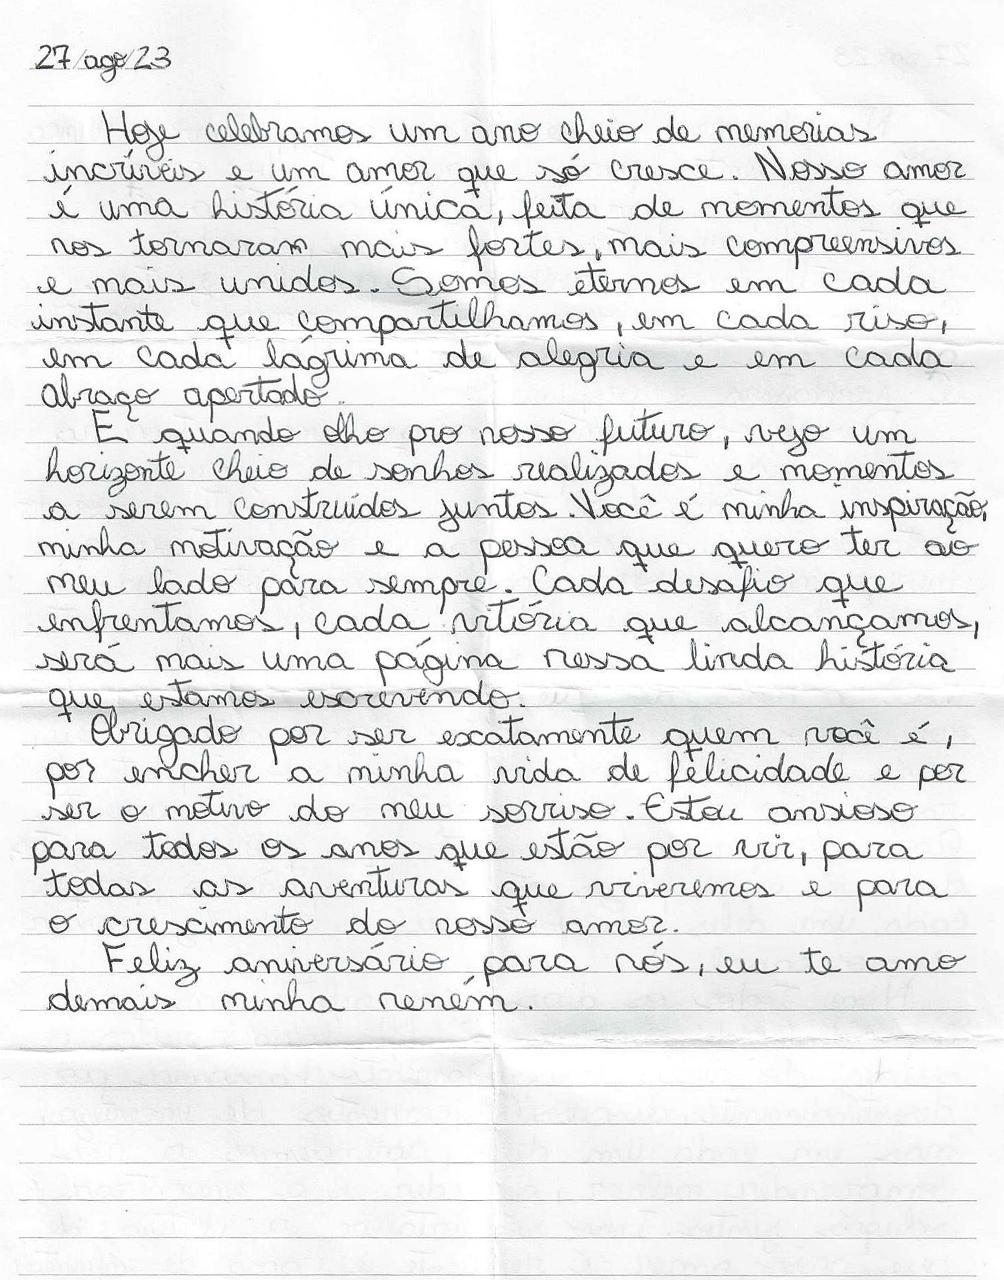 27/ago/23
Hoje celebramos um ano cheio de memorias
incríveis e um amor que só cresce. Nosso amor
é uma história única, feita de momentos que
nos tornaram mais fortes, mais compreensivos
e mais unidos. Somos eternos em cada
instante que compartilhamos, em cada riso,
em cada lágrima de alegria e em cada
abraço apertado.
E quando olho pro nosso futuro, vejo um
horizonte cheio de sonhos realizados e momentos
a serem construídos juntos. Você é minha inspiração,
minha motivação e a pessoa que quero ter ao
meu lado para sempre. Cada desafio que
enfrentamos, cada vitória que alcançamos,
será mais uma página nessa linda história
que estamos escrevendo.
Obrigado por ser exatamente quem você é,
por encher a minha vida de felicidade e por
ser o motivo do meu sorriso. Estou ansioso
para todos os anos que estão por vir, para
todas as aventuras que viveremos e para
o crescimento do nosso amor.
Feliz aniversário para nós, eu te amo
demais minha neném.